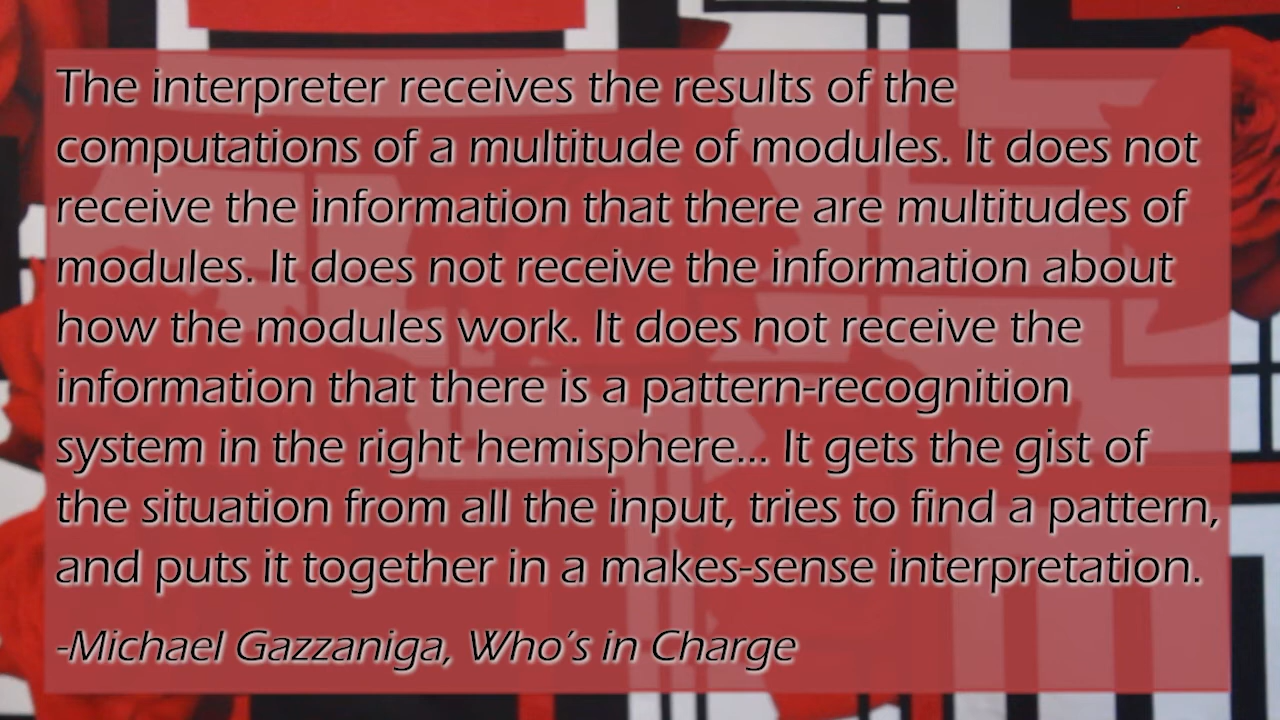 The interpreter receives the results of the
computations of a multitude of modules. It does not
receive the information that there are multitudes of
modules. It does not receive the information about
how the modules work. It does not receive the
information that there is a pattern-recognition
system in the right hemisphere... It gets the gist of
the situation from all the input, tries to find a pattern,
and puts it together in a makes-sense interpretation.
-Michael Gazzaniga, Who's in Charge